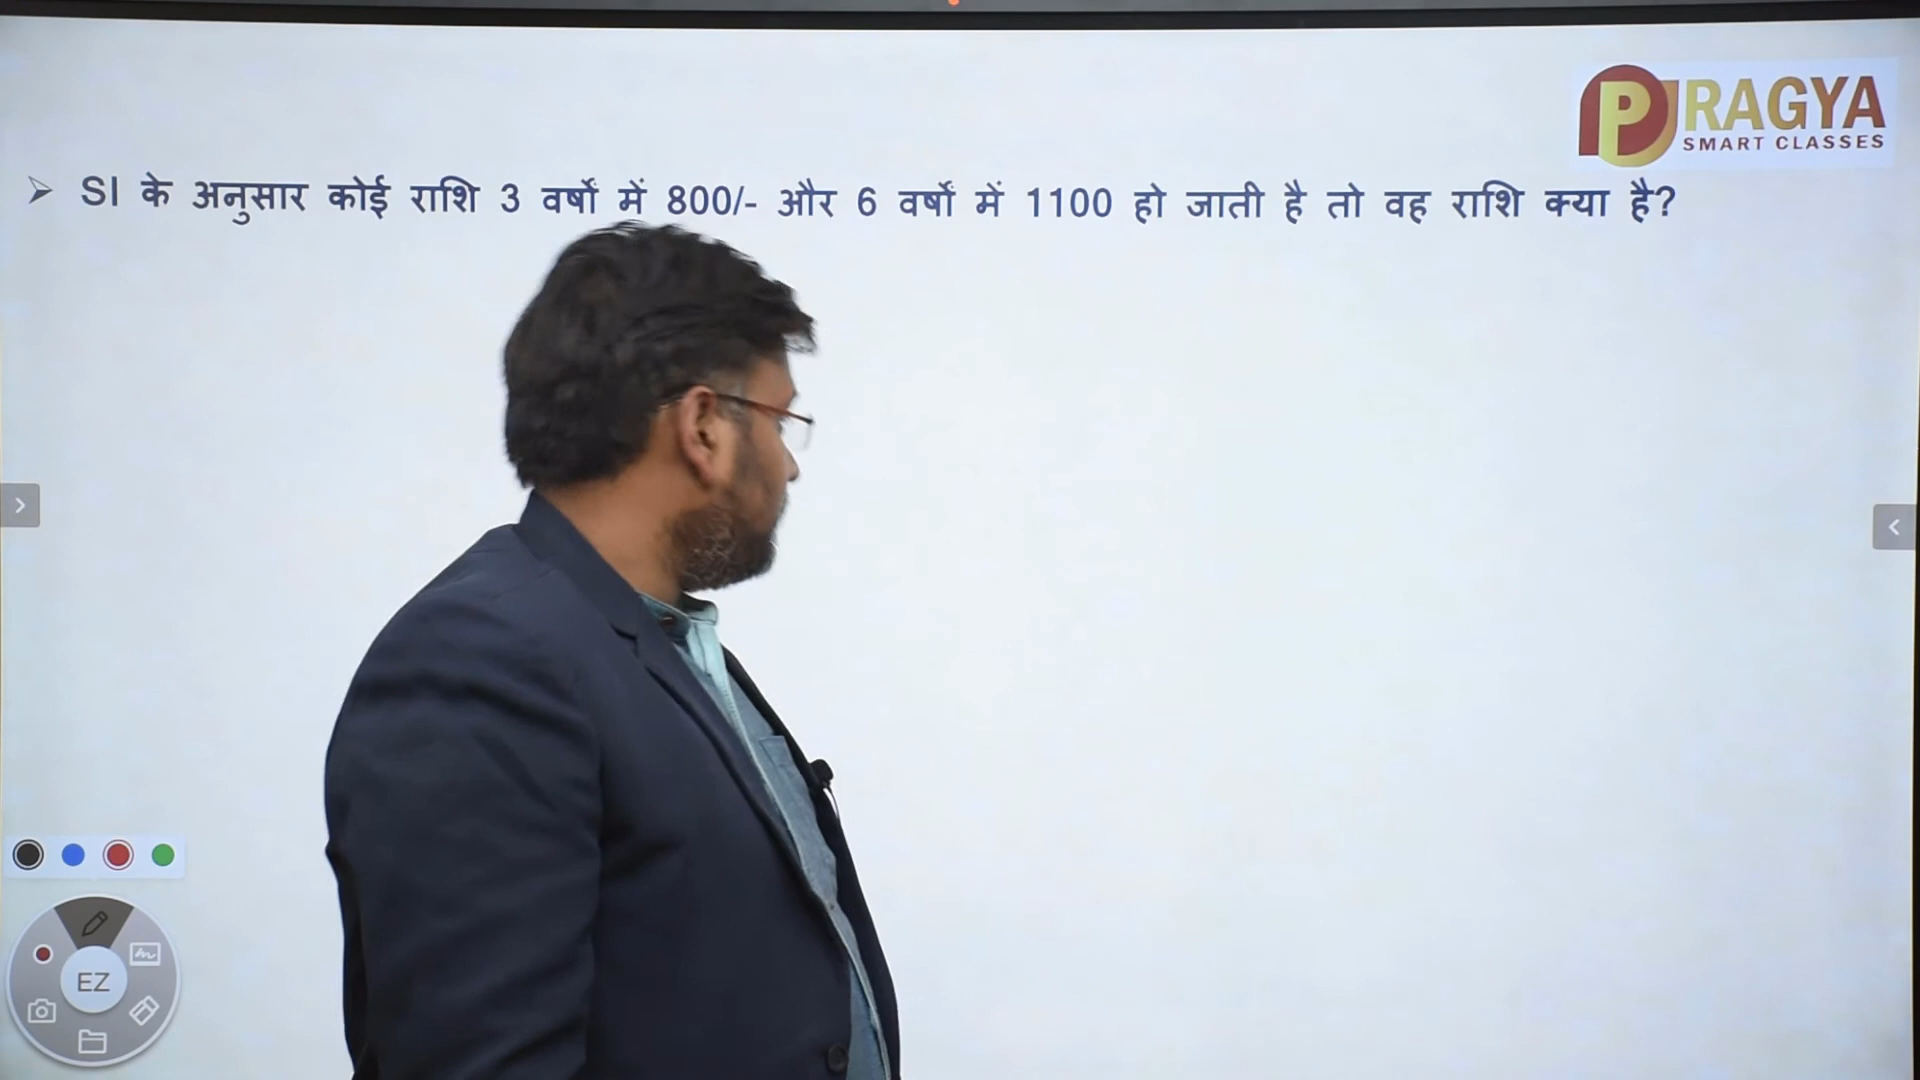 PRAGYA
SMART CLASSES
➢ SI के अनुसार कोई राशि 3 वर्षों में 800/- और 6 वर्षों में 1100 हो जाती है तो वह राशि क्या है?
EZ